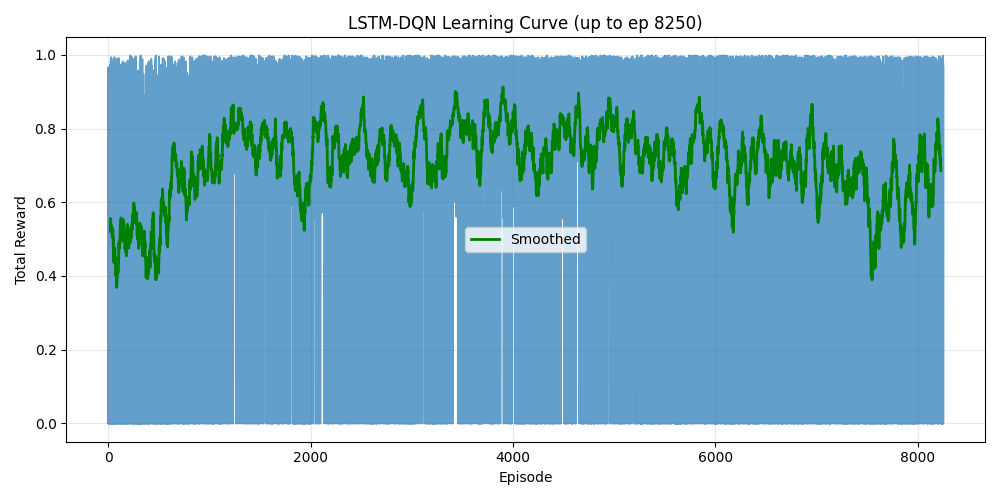 LSTM-DQN Learning Curve (up to ep 8250)
1.0
0.8
0.6
0.4
0.2
0.0
Total Reward
Smoothed
0 2000 4000 6000 8000
Episode